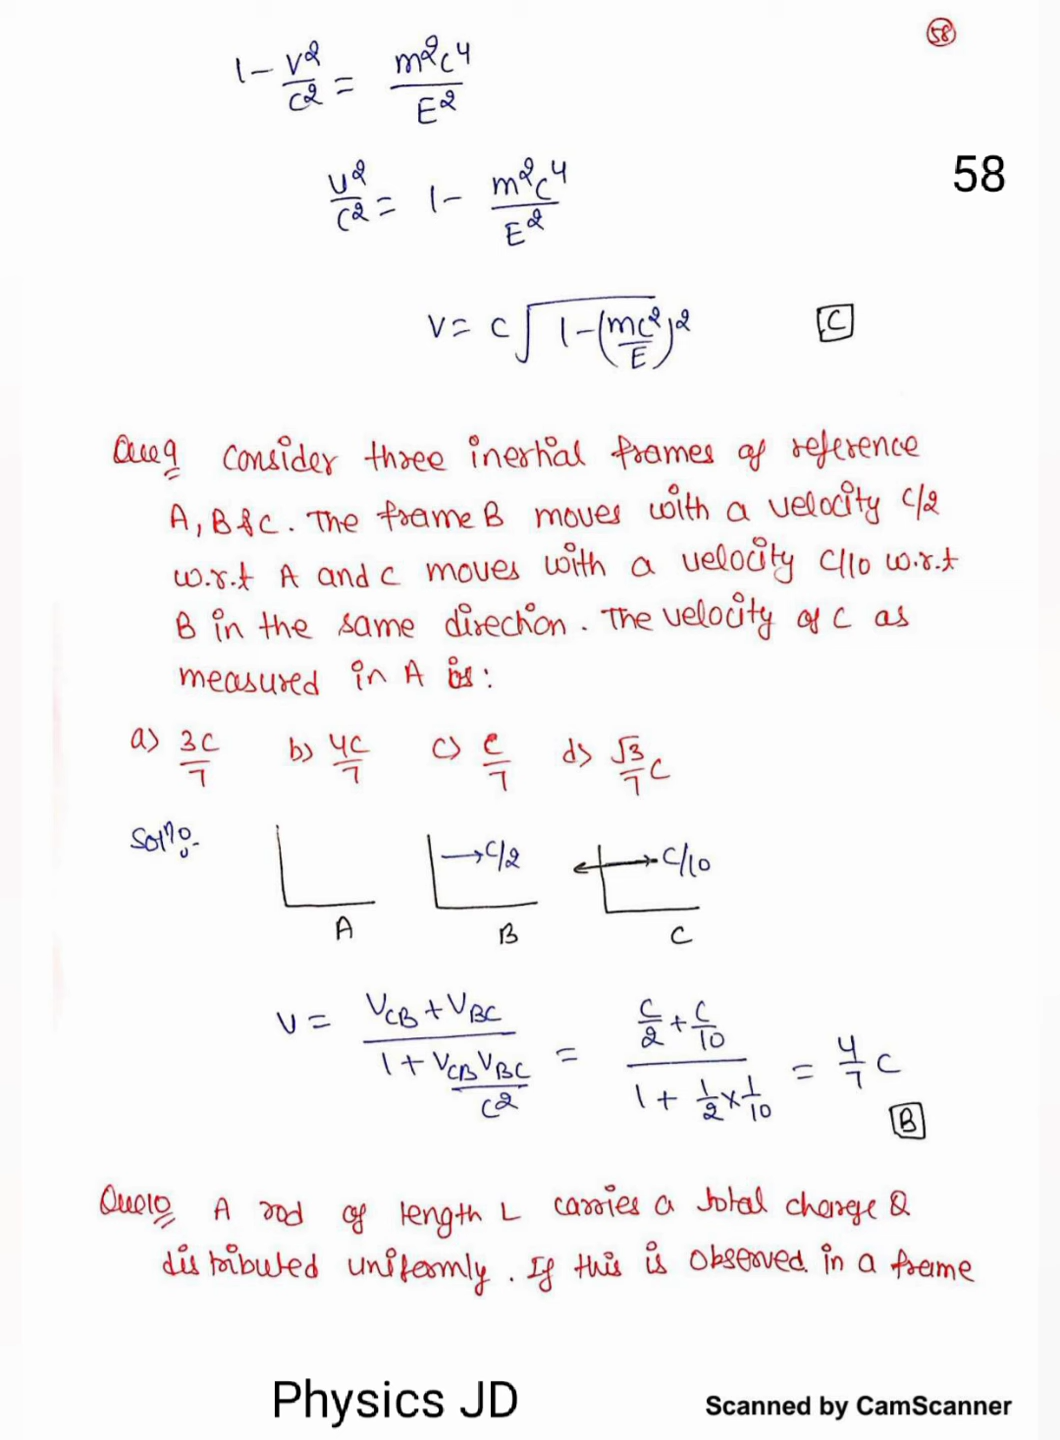 58
1 - v²/c² = m²c⁴/E²
58
v²/c² = 1 - m²c⁴/E²
v = c√(1-(mc²/E)²) C
Que9 Consider three inertial frames of reference
A, B & C. The frame B moves with a velocity c/2
w.r.t A and C moves with a velocity c/10 w.r.t
B in the same direction. The velocity of C as
measured in A is:
a) 3c/7 b) 4c/7 c) c/7 d) √3/7 c
Soln:-
→c/2 →c/10
A B C
V = (V_CB + V_BC)/(1 + V_CB V_BC/c²) = (c/2 + c/10)/(1 + 1/2 × 1/10) = 4/7 c
B
Que10 A rod of length L carries a total charge Q
distributed uniformly. If this is observed in a frame
Physics JD
Scanned by CamScanner